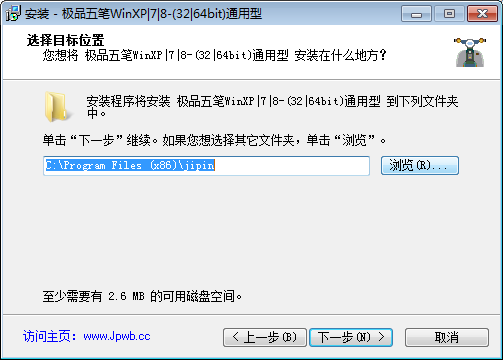 安装 - 极品五笔WinXP|7|8-(32|64bit)通用型
选择目标位置
您想将 极品五笔WinXP|7|8-(32|64bit)通用型 安装在什么地方?
安装程序将安装 极品五笔WinXP|7|8-(32|64bit)通用型 到下列文件夹
中。
单击“下一步”继续。如果您想选择其它文件夹，单击“浏览”。
C:\Program Files (x86)\jipin
浏览(R)...
至少需要有 2.6 MB 的可用磁盘空间。
访问主页：www.Jpwb.cc
< 上一步(B)
下一步(N) >
取消